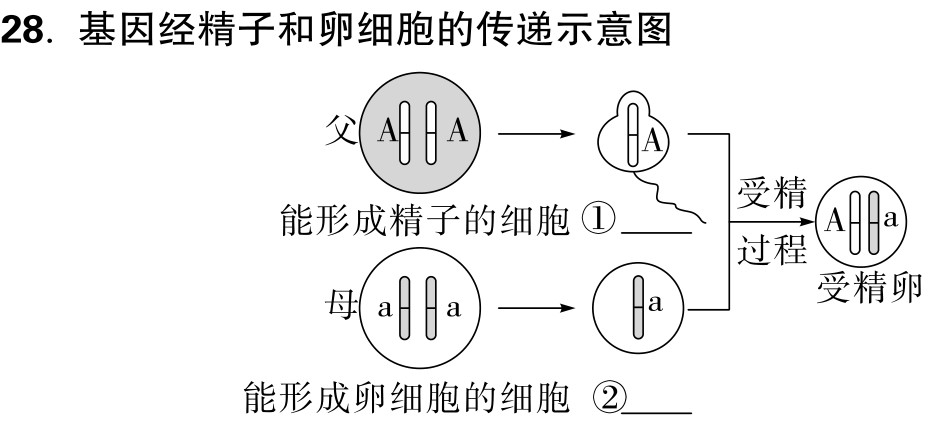 28. 基因经精子和卵细胞的传递示意图
父 A A A
能形成精子的细胞 ①____
受精
过程
A a
受精卵
母 a a a
能形成卵细胞的细胞 ②____